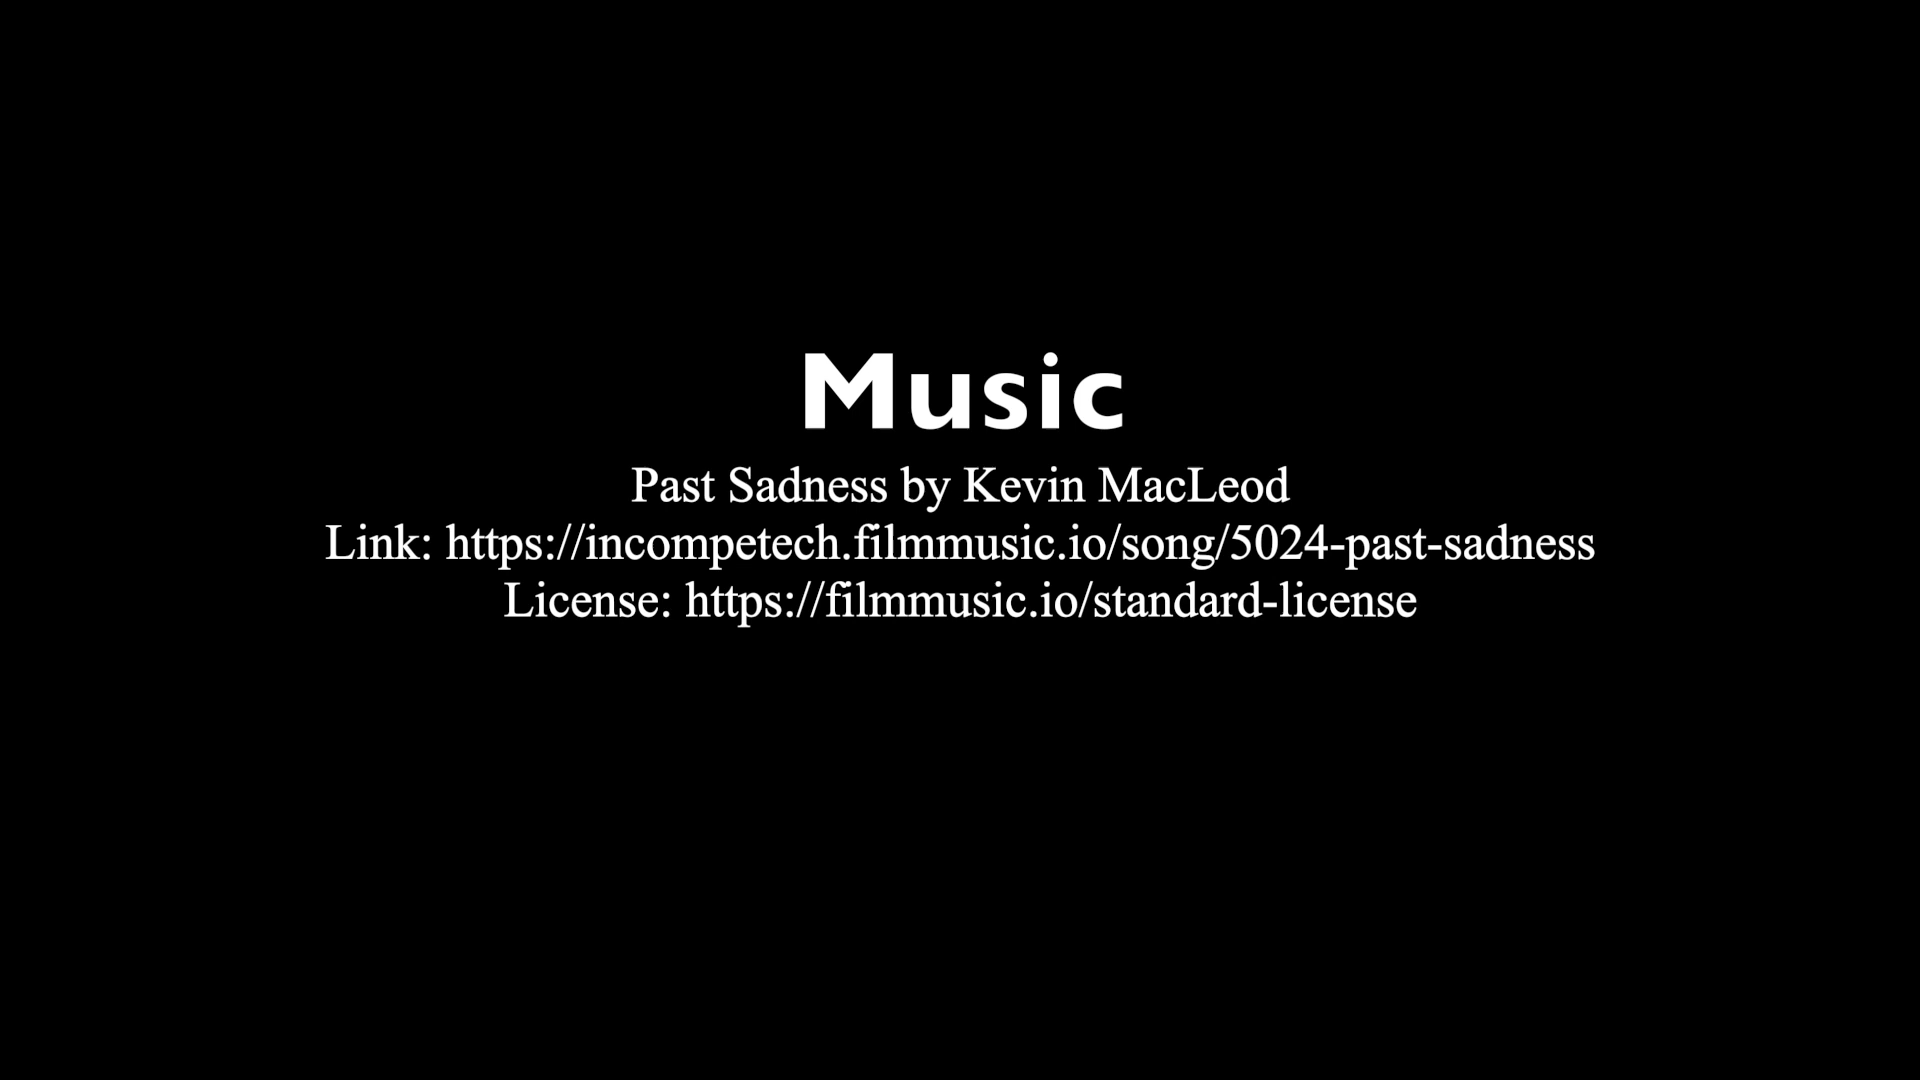 Music
Past Sadness by Kevin MacLeod
Link: https://incompetech.filmmusic.io/song/5024-past-sadness
License: https://filmmusic.io/standard-license